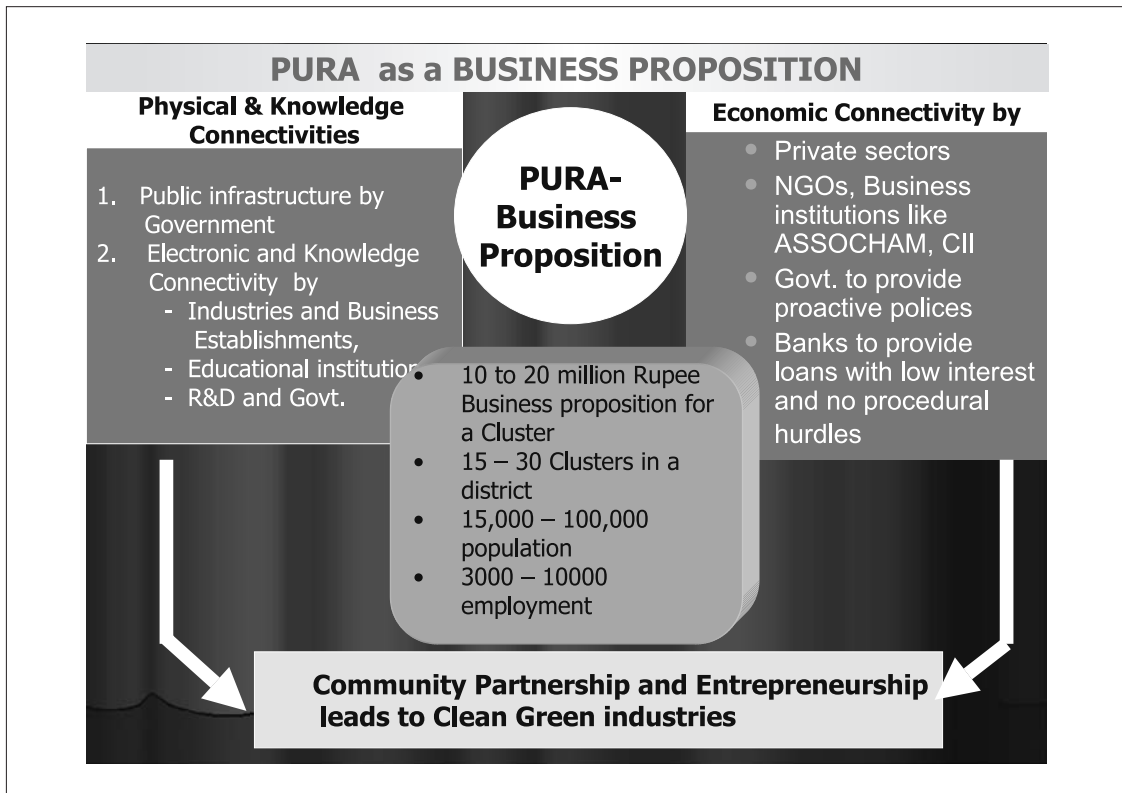 PURA as a BUSINESS PROPOSITION
Physical & Knowledge
Connectivities
1. Public infrastructure by
Government
2. Electronic and Knowledge
Connectivity by
- Industries and Business
Establishments,
- Educational institution
- R&D and Govt.
PURA-
Business
Proposition
Economic Connectivity by
• Private sectors
• NGOs, Business
institutions like
ASSOCHAM, CII
• Govt. to provide
proactive polices
• Banks to provide
loans with low interest
and no procedural
hurdles
• 10 to 20 million Rupee
Business proposition for
a Cluster
• 15 – 30 Clusters in a
district
• 15,000 – 100,000
population
• 3000 – 10000
employment
Community Partnership and Entrepreneurship
leads to Clean Green industries